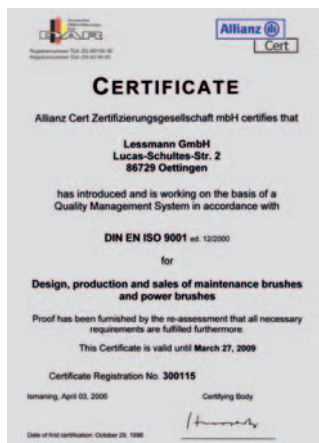 DAR
Allianz
Cert
CERTIFICATE
Allianz Cert Zertifizierungsgesellschaft mbH certifies that
Lessmann GmbH
Lucas-Schultes-Str. 2
86729 Oettingen
has introduced and is working on the basis of a
Quality Management System in accordance with
DIN EN ISO 9001 ed. 12/2000
for
Design, production and sales of maintenance brushes
and power brushes
Proof has been furnished by the re-assessment that all necessary
requirements are fulfilled furthermore.
This Certificate is valid until March 27, 2009
Certificate Registration No. 300115
Ismaning, April 03, 2006 Certifying Body
Date of first certification: October 29, 1996